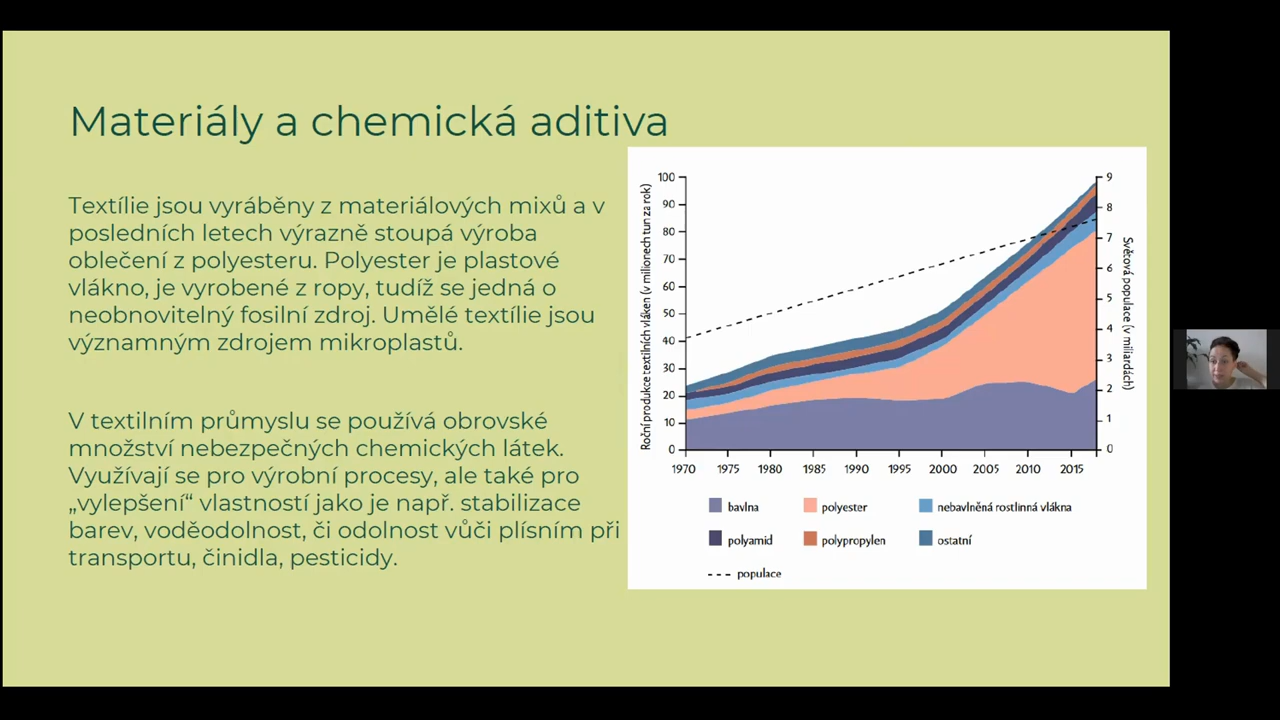 Materiály a chemická aditiva
Textílie jsou vyráběny z materiálových mixů a v
posledních letech výrazně stoupá výroba
oblečení z polyesteru. Polyester je plastové
vlákno, je vyrobené z ropy, tudíž se jedná o
neobnovitelný fosilní zdroj. Umělé textílie jsou
významným zdrojem mikroplastů.
V textilním průmyslu se používá obrovské
množství nebezpečných chemických látek.
Využívají se pro výrobní procesy, ale také pro
„vylepšení“ vlastností jako je např. stabilizace
barev, voděodolnost, či odolnost vůči plísním při
transportu, činidla, pesticidy.
Roční produkce textilních vláken (v milionech tun za rok)
100
90
80
70
60
50
40
30
20
10
0
9
8
7
6
5
4
3
2
1
0
Světová populace (v miliardách)
1970 1975 1980 1985 1990 1995 2000 2005 2010 2015
bavlna polyester nebavlněná rostlinná vlákna
polyamid polypropylen ostatní
populace